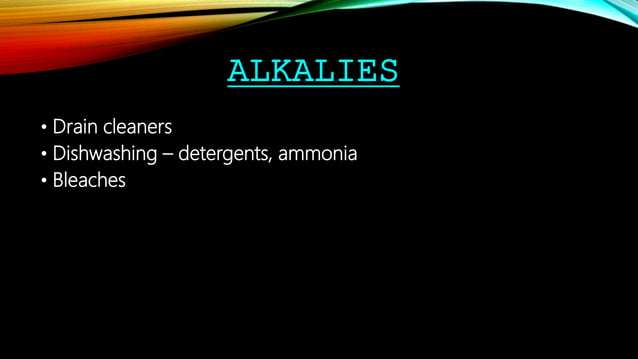 ALKALIES
• Drain cleaners
• Dishwashing – detergents, ammonia
• Bleaches